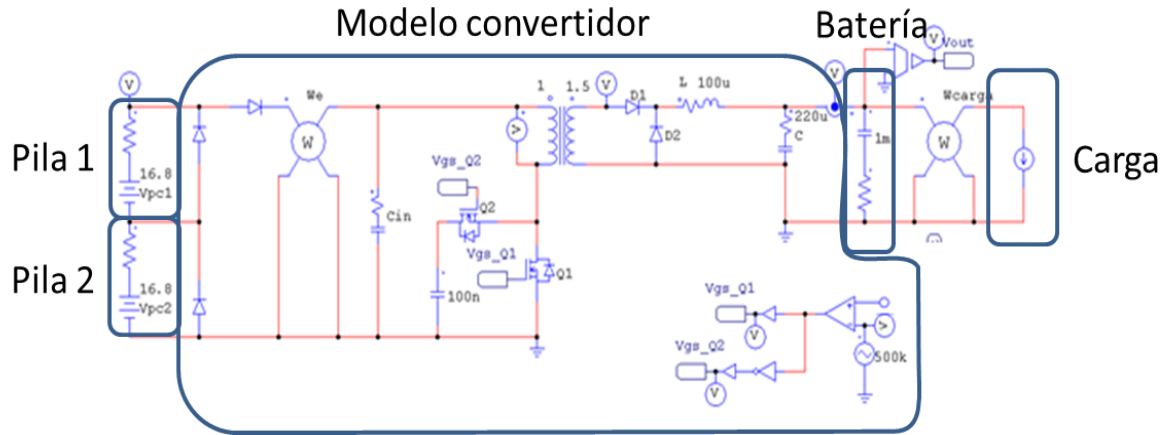 Modelo convertidor
Batería
Vout
We
1
1.5
D1
L 100u
D2
220u
C
1m
Wcarga
W
W
Pila 1
16.8
Vpc1
Carga
Vgs_Q2
Q2
Cin
Vgs_Q1
Q1
Pila 2
16.8
Vpc2
100n
Vgs_Q1
Vgs_Q2
500k
V
V
V
V
V
V
V
V